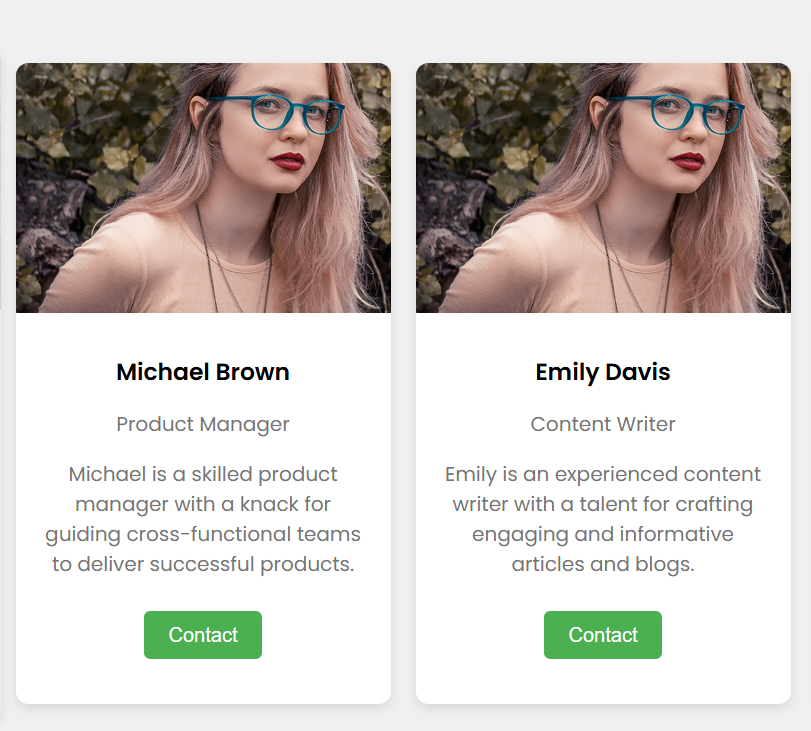 Michael Brown
Product Manager
Michael is a skilled product
manager with a knack for
guiding cross-functional teams
to deliver successful products.
Contact
Emily Davis
Content Writer
Emily is an experienced content
writer with a talent for crafting
engaging and informative
articles and blogs.
Contact